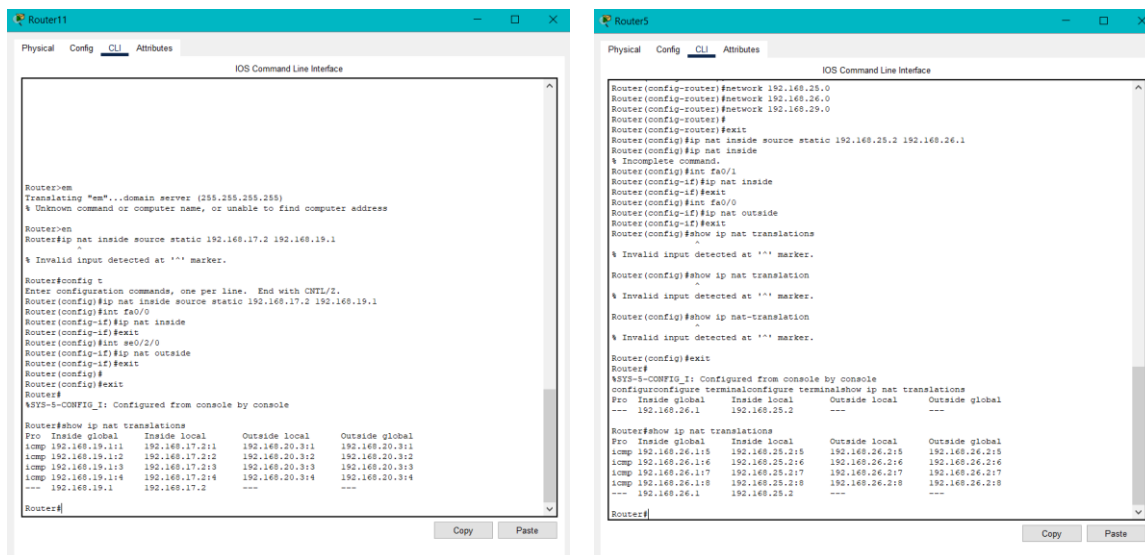 Router11
Physical Config CLI Attributes
IOS Command Line Interface
Router>em
Translating "em"...domain server (255.255.255.255)
% Unknown command or computer name, or unable to find computer address
Router>en
Router#ip nat inside source static 192.168.17.2 192.168.19.1
^
% Invalid input detected at '^' marker.
Router#config t
Enter configuration commands, one per line. End with CNTL/Z.
Router(config)#ip nat inside source static 192.168.17.2 192.168.19.1
Router(config)#int fa0/0
Router(config-if)#ip nat inside
Router(config-if)#exit
Router(config)#int se0/2/0
Router(config-if)#ip nat outside
Router(config-if)#exit
Router(config)#
Router(config)#exit
Router#
%SYS-5-CONFIG_I: Configured from console by console
Router#show ip nat translations
Pro Inside global Inside local Outside local Outside global
icmp 192.168.19.1:1 192.168.17.2:1 192.168.20.3:1 192.168.20.3:1
icmp 192.168.19.1:2 192.168.17.2:2 192.168.20.3:2 192.168.20.3:2
icmp 192.168.19.1:3 192.168.17.2:3 192.168.20.3:3 192.168.20.3:3
icmp 192.168.19.1:4 192.168.17.2:4 192.168.20.3:4 192.168.20.3:4
--- 192.168.19.1 192.168.17.2 --- ---
Router#
Copy Paste
Router5
Physical Config CLI Attributes
IOS Command Line Interface
Router(config-router)#network 192.168.25.0
Router(config-router)#network 192.168.26.0
Router(config-router)#network 192.168.29.0
Router(config-router)#
Router(config-router)#exit
Router(config)#ip nat inside source static 192.168.25.2 192.168.26.1
Router(config)#ip nat inside
% Incomplete command.
Router(config)#int fa0/1
Router(config-if)#ip nat inside
Router(config-if)#exit
Router(config)#int fa0/0
Router(config-if)#ip nat outside
Router(config-if)#exit
Router(config)#show ip nat translations
^
% Invalid input detected at '^' marker.
Router(config)#show ip nat translation
^
% Invalid input detected at '^' marker.
Router(config)#show ip nat-translation
^
% Invalid input detected at '^' marker.
Router(config)#exit
Router#
%SYS-5-CONFIG_I: Configured from console by console
configurconfigure terminalconfigure terminalshow ip nat translations
Pro Inside global Inside local Outside local Outside global
--- 192.168.26.1 192.168.25.2 --- ---
Router#show ip nat translations
Pro Inside global Inside local Outside local Outside global
icmp 192.168.26.1:5 192.168.25.2:5 192.168.26.2:5 192.168.26.2:5
icmp 192.168.26.1:6 192.168.25.2:6 192.168.26.2:6 192.168.26.2:6
icmp 192.168.26.1:7 192.168.25.2:7 192.168.26.2:7 192.168.26.2:7
icmp 192.168.26.1:8 192.168.25.2:8 192.168.26.2:8 192.168.26.2:8
--- 192.168.26.1 192.168.25.2 --- ---
Router#
Copy Paste